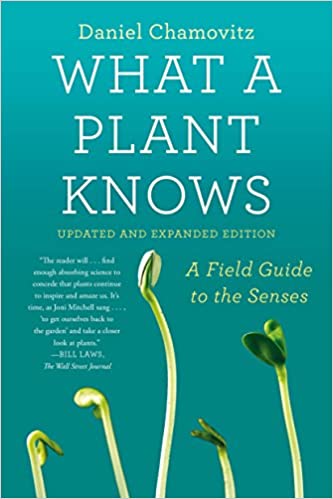 Daniel Chamovitz
WHAT A
PLANT
KNOWS
UPDATED AND EXPANDED EDITION
A Field Guide
to the Senses
"The reader will . . . find
enough absorbing science to
concede that plants continue
to inspire and amaze us. It's
time, as Joni Mitchell sang . . . ,
'to get ourselves back to
the garden' and take a closer
look at plants."
—BILL LAWS,
The Wall Street Journal